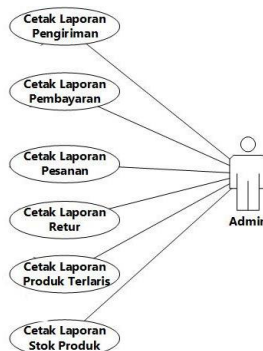 Cetak Laporan
Pengiriman
Cetak Laporan
Pembayaran
Cetak Laporan
Pesanan
Admin
Cetak Laporan
Retur
Cetak Laporan
Produk Terlaris
Cetak Laporan
Stok Produk